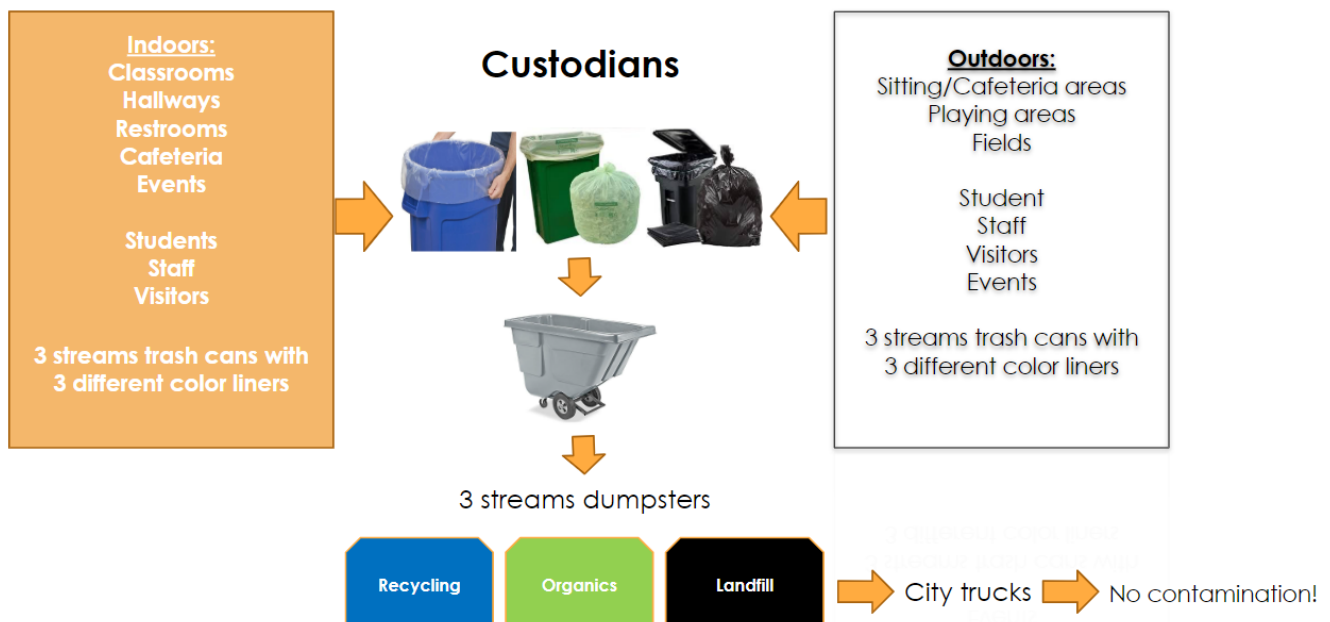 Indoors:
Classrooms
Hallways
Restrooms
Cafeteria
Events
Students
Staff
Visitors
3 streams trash cans with
3 different color liners
Custodians
Outdoors:
Sitting/Cafeteria areas
Playing areas
Fields
Student
Staff
Visitors
Events
3 streams trash cans with
3 different color liners
3 streams dumpsters
Recycling
Organics
Landfill
City trucks
No contamination!